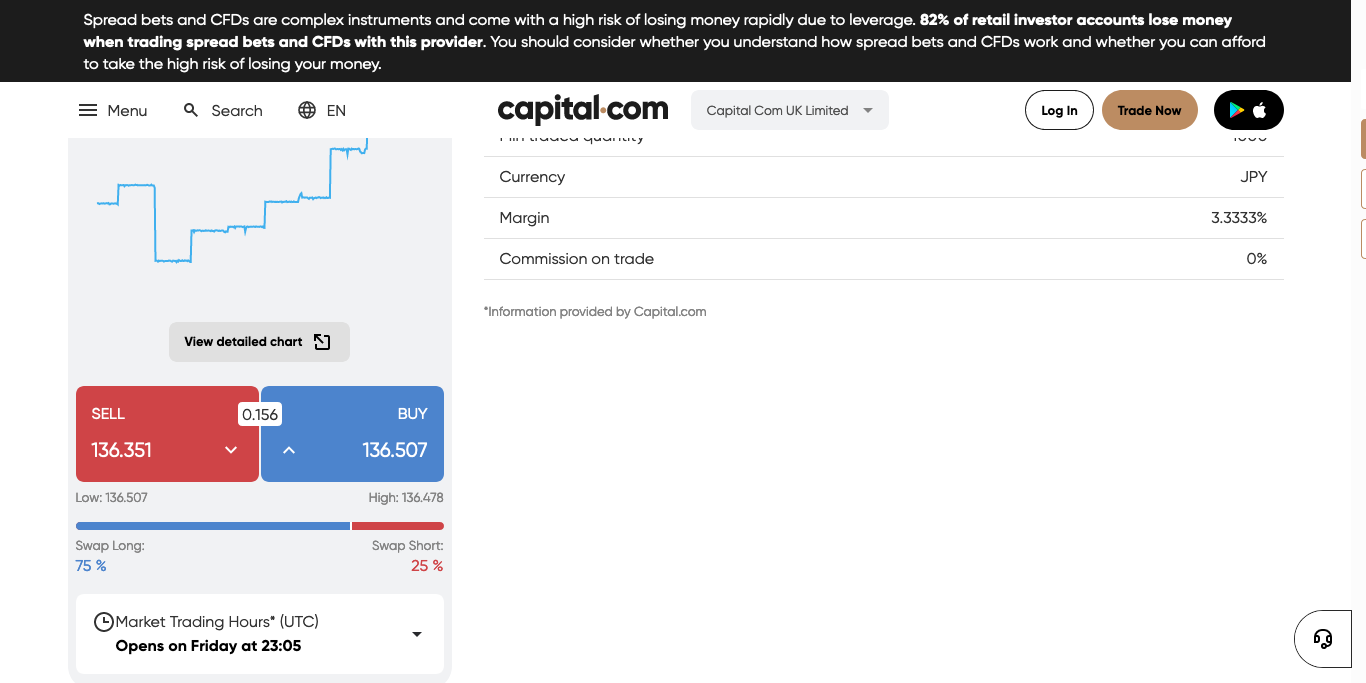 Spread bets and CFDs are complex instruments and come with a high risk of losing money rapidly due to leverage. 82% of retail investor accounts lose money
when trading spread bets and CFDs with this provider. You should consider whether you understand how spread bets and CFDs work and whether you can afford
to take the high risk of losing your money.
Menu Search EN capital.com Capital Com UK Limited Log In Trade Now
Min traded quantity 1000
Currency JPY
Margin 3.3333%
Commission on trade 0%
*Information provided by Capital.com
View detailed chart
SELL 0.156 BUY
136.351 136.507
Low: 136.507 High: 136.478
Swap Long: Swap Short:
75 % 25 %
Market Trading Hours* (UTC)
Opens on Friday at 23:05